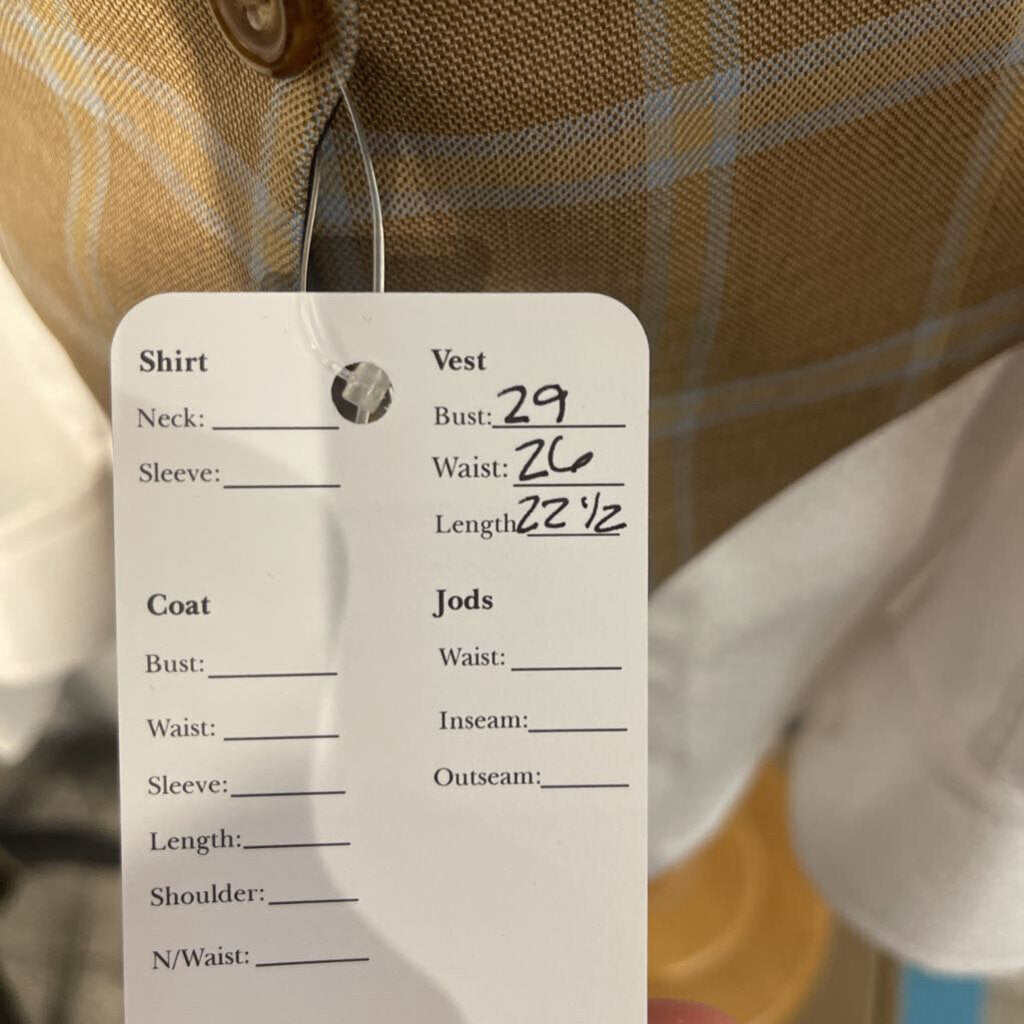 Shirt
Neck:
Sleeve:
Vest
Bust: 29
Waist: 26
Length 22 1/2
Coat
Bust:
Waist:
Sleeve:
Length:
Shoulder:
N/Waist:
Jods
Waist:
Inseam:
Outseam: